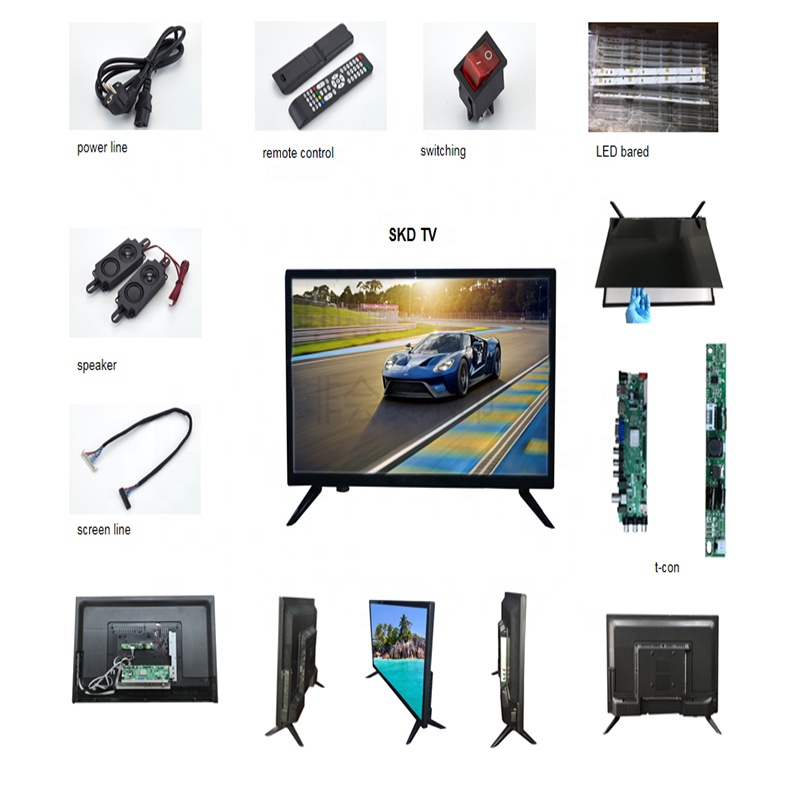 power line
remote control
switching
LED bared
SKD TV
speaker
screen line
t-con